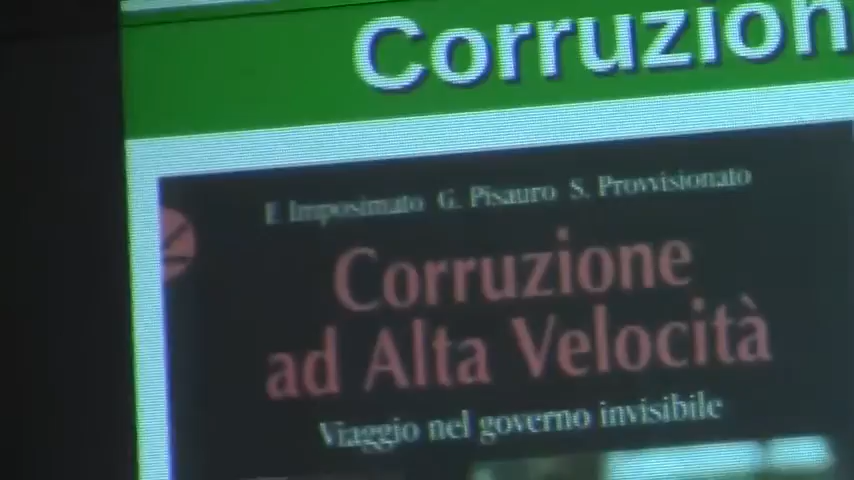 Corruzion
F. Imposimato G. Pisauro S. Provvisionato
Corruzione
ad Alta Velocità
Viaggio nel governo invisibile